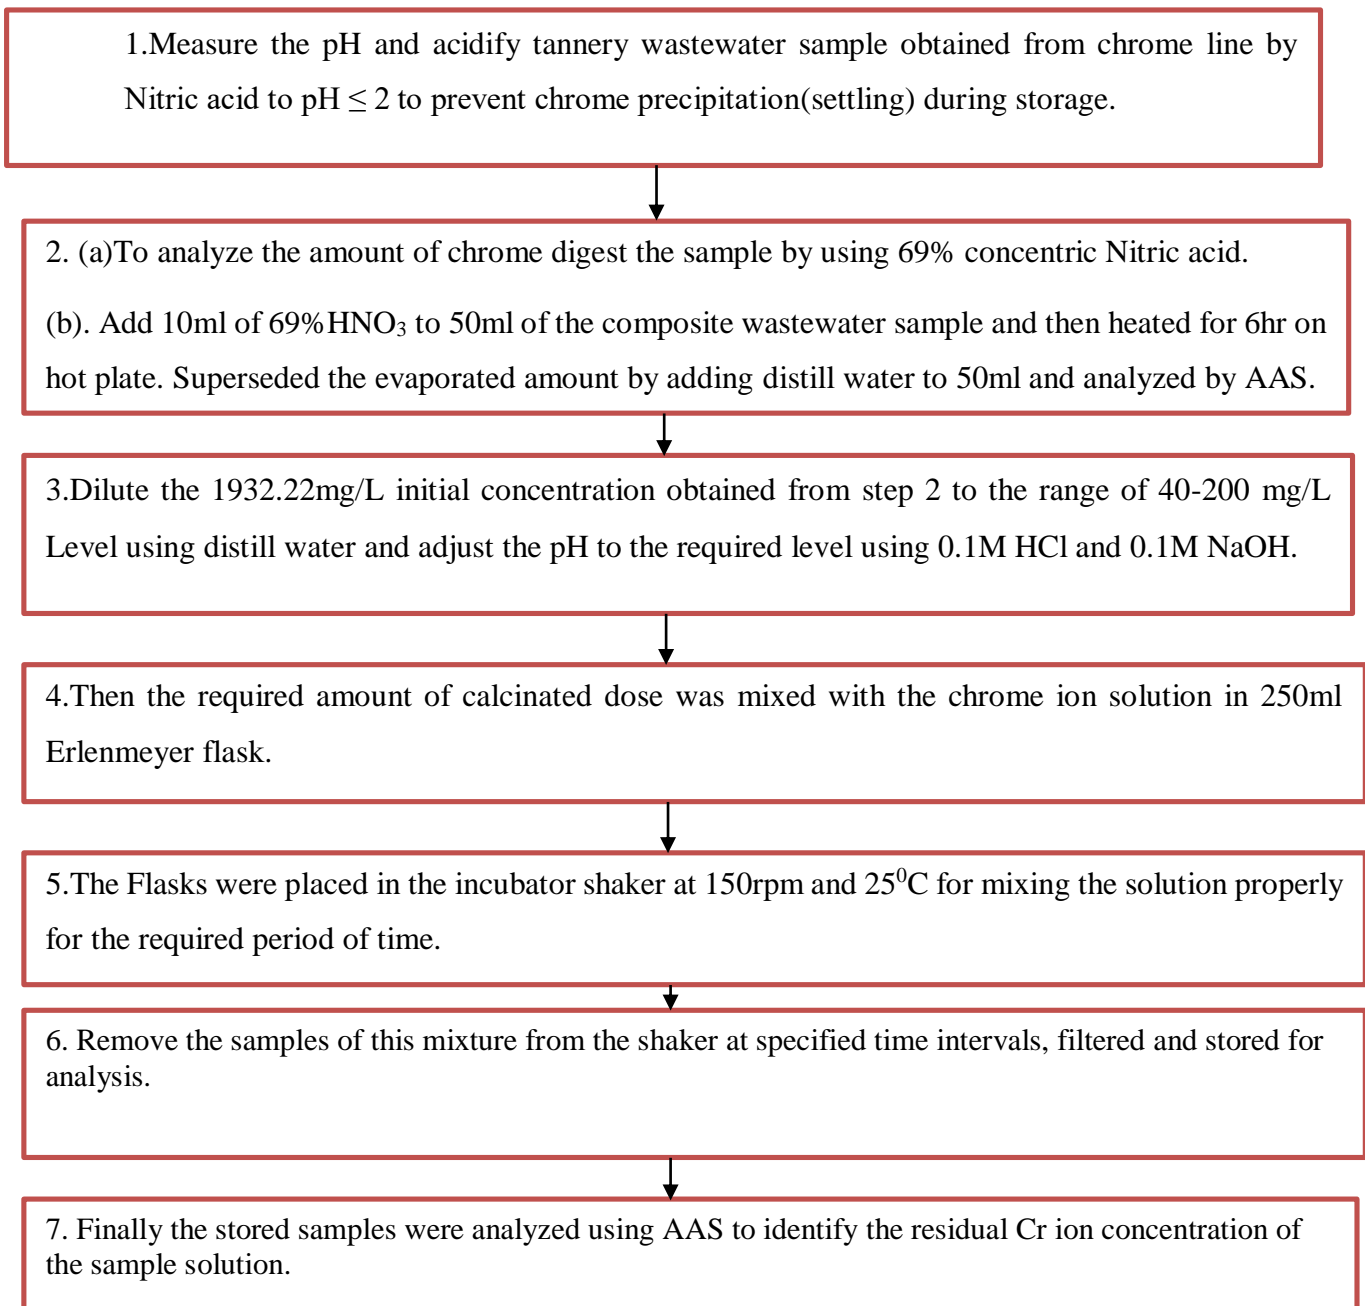 1.Measure the pH and acidify tannery wastewater sample obtained from chrome line by
Nitric acid to pH ≤ 2 to prevent chrome precipitation(settling) during storage.
2. (a)To analyze the amount of chrome digest the sample by using 69% concentric Nitric acid.
(b). Add 10ml of 69%HNO₃ to 50ml of the composite wastewater sample and then heated for 6hr on
hot plate. Superseded the evaporated amount by adding distill water to 50ml and analyzed by AAS.
3.Dilute the 1932.22mg/L initial concentration obtained from step 2 to the range of 40-200 mg/L
Level using distill water and adjust the pH to the required level using 0.1M HCl and 0.1M NaOH.
4.Then the required amount of calcinated dose was mixed with the chrome ion solution in 250ml
Erlenmeyer flask.
5.The Flasks were placed in the incubator shaker at 150rpm and 25⁰C for mixing the solution properly
for the required period of time.
6. Remove the samples of this mixture from the shaker at specified time intervals, filtered and stored for
analysis.
7. Finally the stored samples were analyzed using AAS to identify the residual Cr ion concentration of
the sample solution.